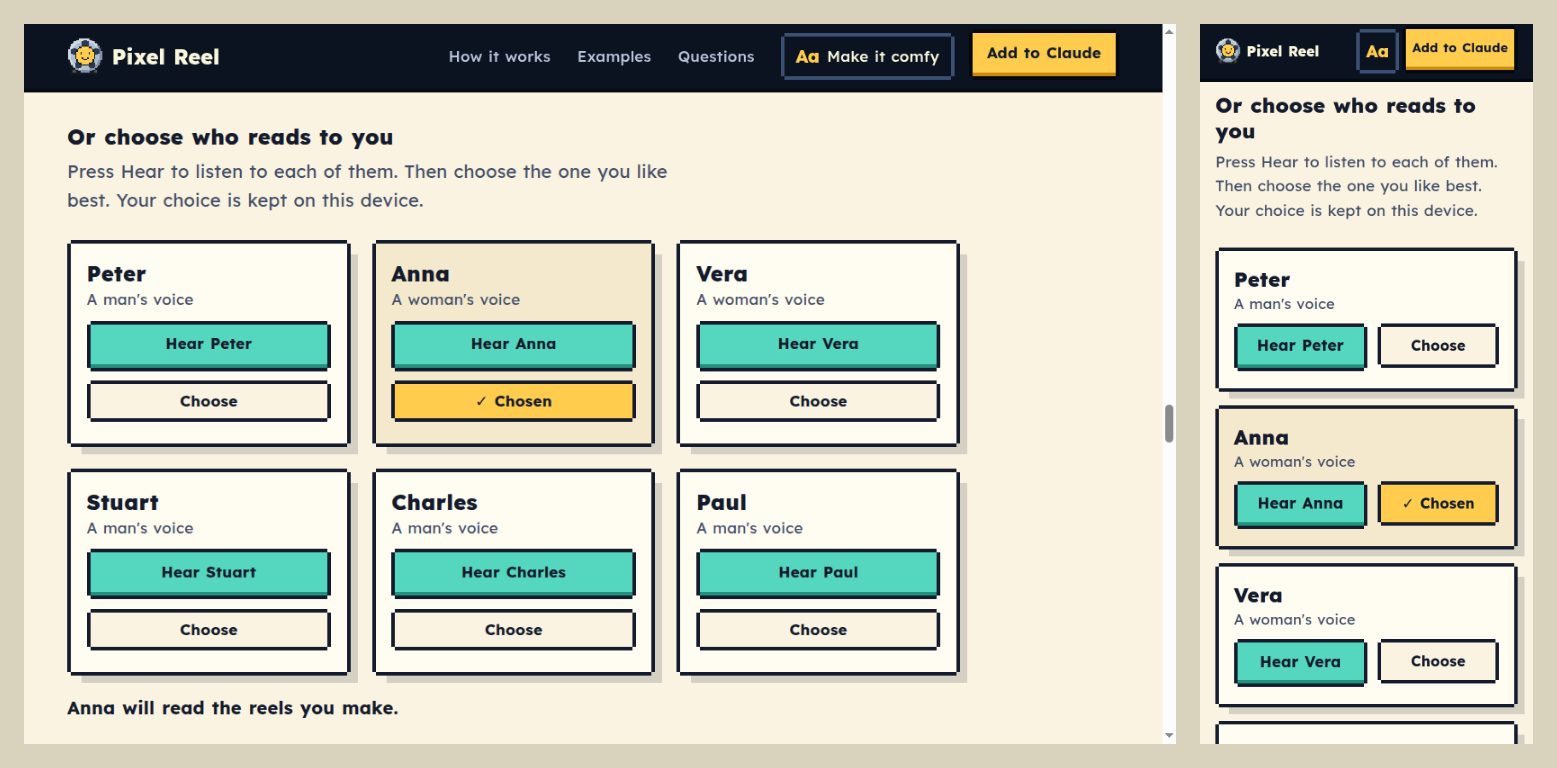 Pixel Reel
How it works
Examples
Questions
Aa Make it comfy
Add to Claude
Or choose who reads to you
Press Hear to listen to each of them. Then choose the one you like
best. Your choice is kept on this device.
Peter
A man's voice
Hear Peter
Choose
Anna
A woman's voice
Hear Anna
✓ Chosen
Vera
A woman's voice
Hear Vera
Choose
Stuart
A man's voice
Hear Stuart
Choose
Charles
A man's voice
Hear Charles
Choose
Paul
A man's voice
Hear Paul
Choose
Anna will read the reels you make.
Pixel Reel
Aa
Add to Claude
Or choose who reads to
you
Press Hear to listen to each of them.
Then choose the one you like best.
Your choice is kept on this device.
Peter
A man's voice
Hear Peter
Choose
Anna
A woman's voice
Hear Anna
✓ Chosen
Vera
A woman's voice
Hear Vera
Choose